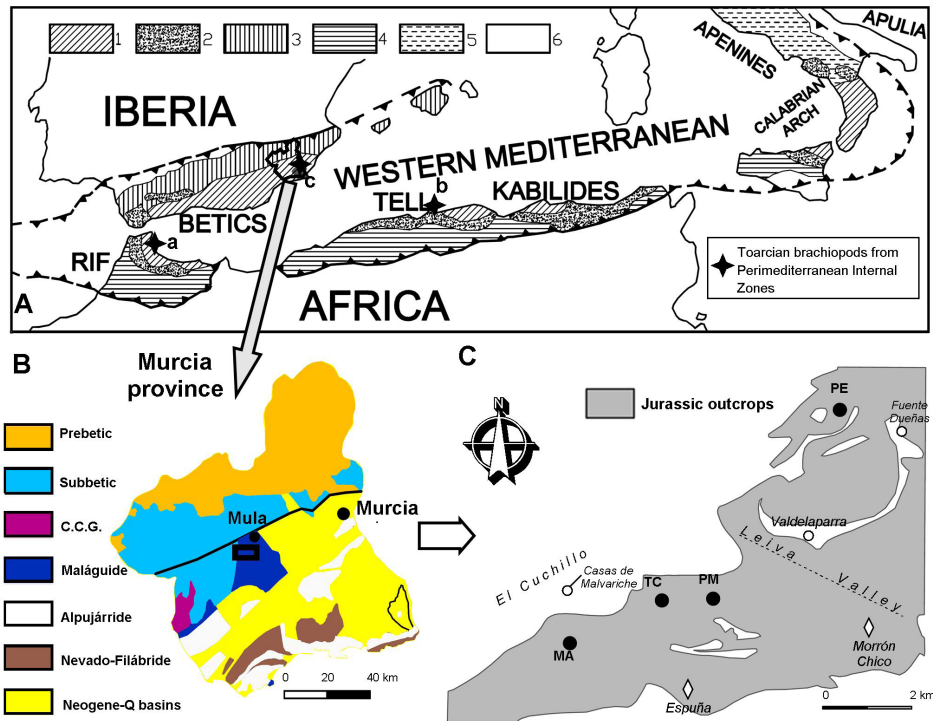 A
1
2
3
4
5
6
IBERIA
APENINES
APULIA
CALABRIAN
ARCH
WESTERN MEDITERRANEAN
c
b
TELL
KABILIDES
BETICS
a
RIF
AFRICA
Toarcian brachiopods from
Perimediterranean Internal
Zones
B
Murcia
province
Prebetic
Subbetic
C.C.G.
Maláguide
Alpujárride
Nevado-Filábride
Neogene-Q basins
Mula
Murcia
0 20 40 km
C
N
Jurassic outcrops
PE
Fuente
Dueñas
Valdelaparra
Leiva Valley
El Cuchillo
Casas de
Malvariche
TC
PM
MA
Morrón
Chico
Espuña
0 2 km